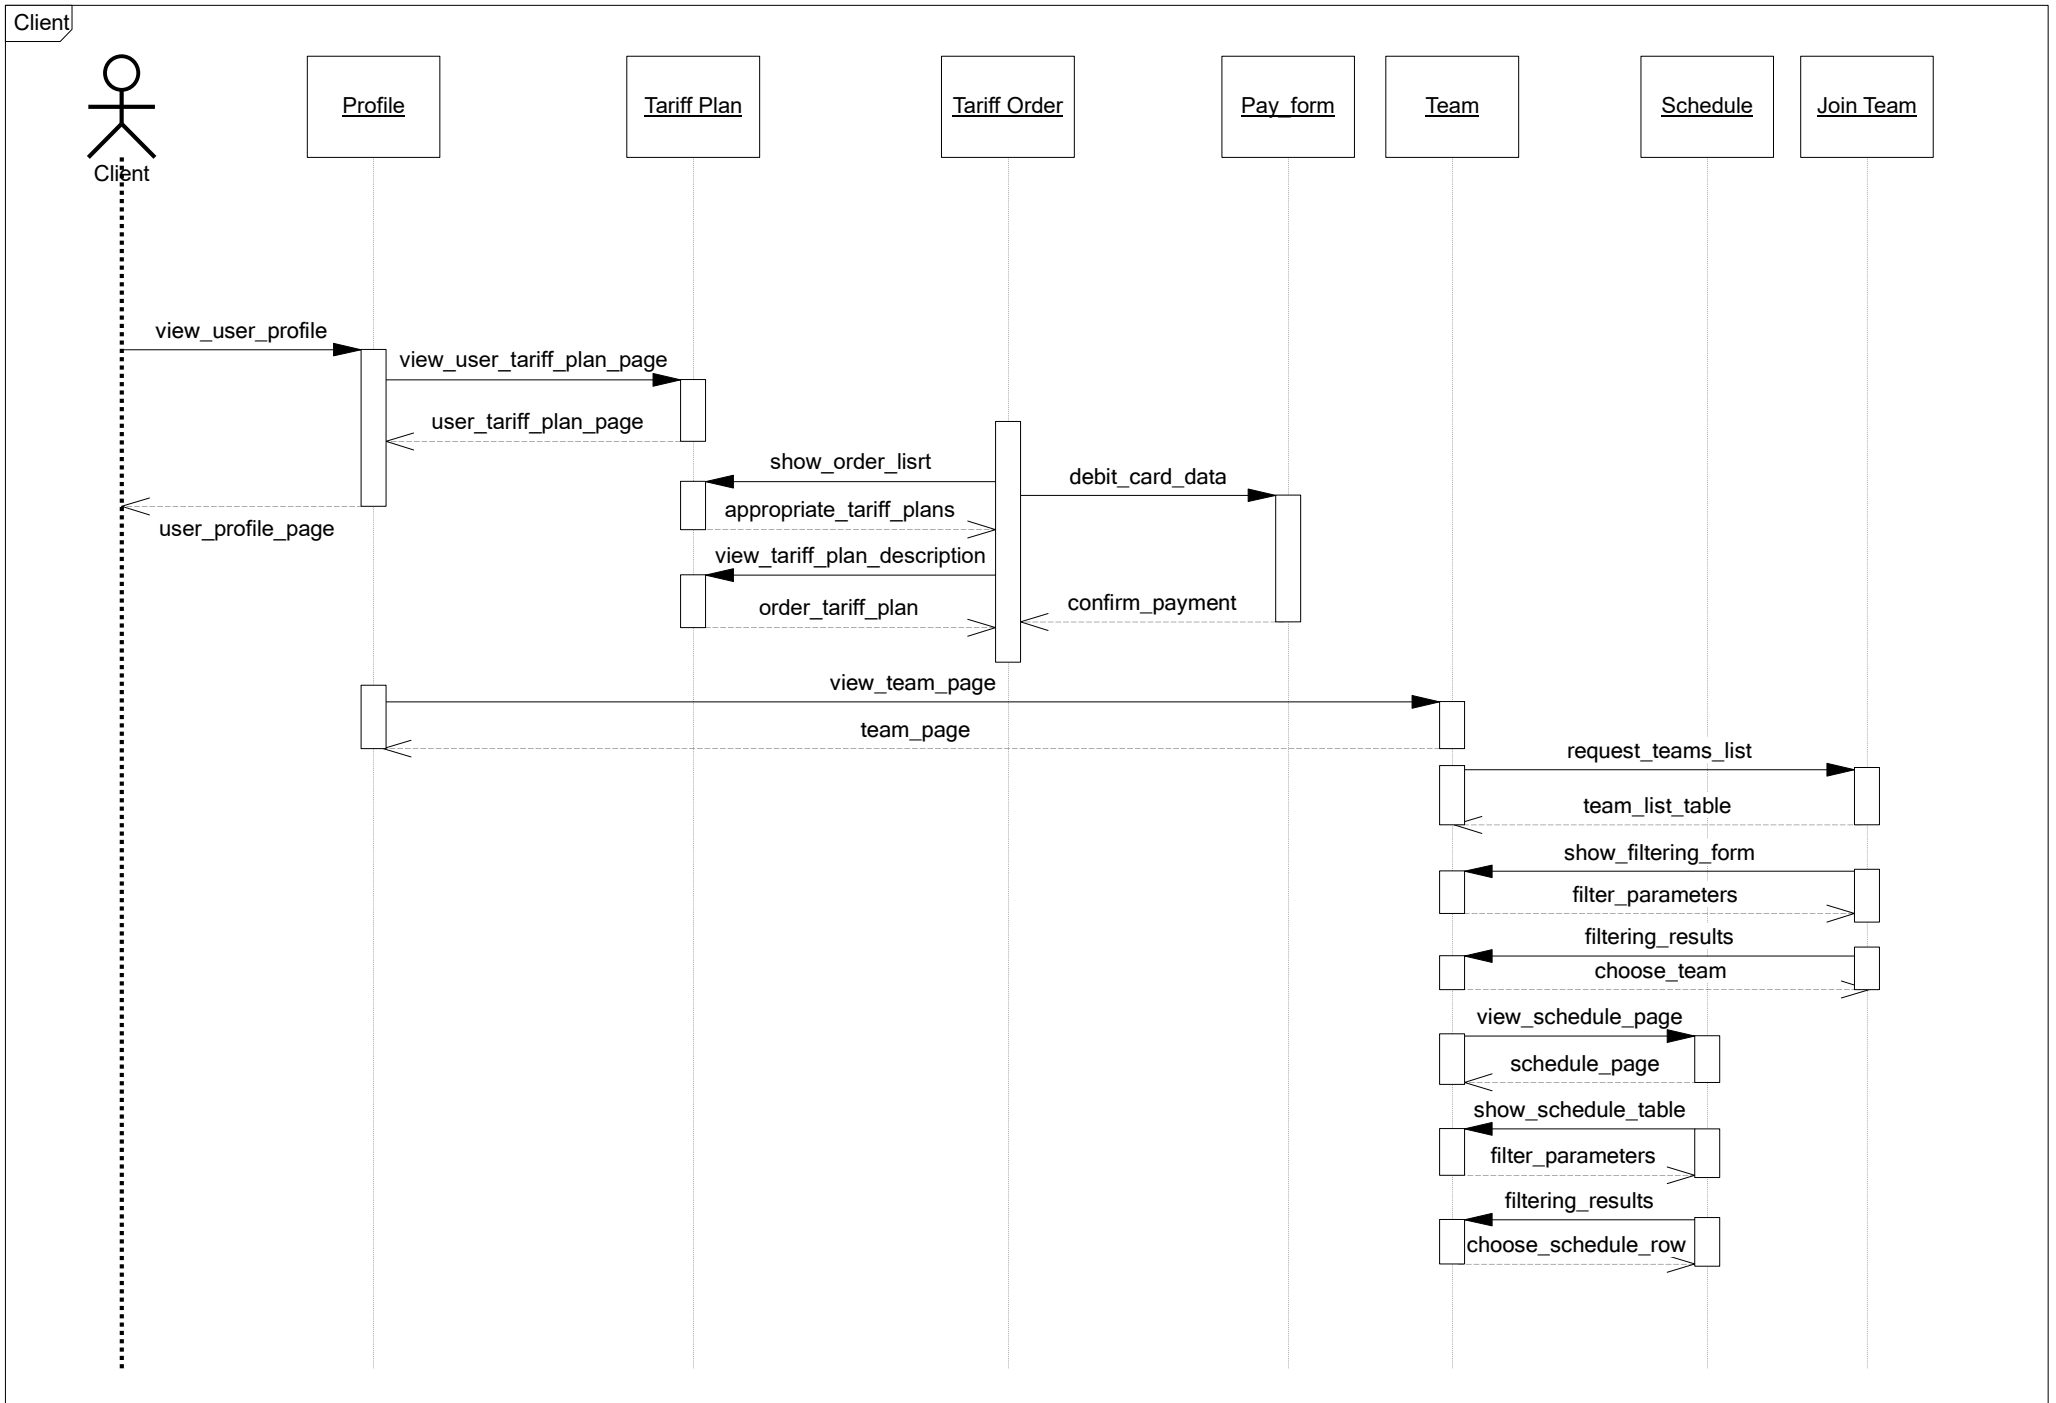 Client
Profile
Tariff Plan
Tariff Order
Pay_form
Team
Schedule
Join Team
Client
view_user_profile
view_user_tariff_plan_page
user_tariff_plan_page
show_order_lisrt
debit_card_data
appropriate_tariff_plans
user_profile_page
view_tariff_plan_description
order_tariff_plan
confirm_payment
view_team_page
team_page
request_teams_list
team_list_table
show_filtering_form
filter_parameters
filtering_results
choose_team
view_schedule_page
schedule_page
show_schedule_table
filter_parameters
filtering_results
choose_schedule_row